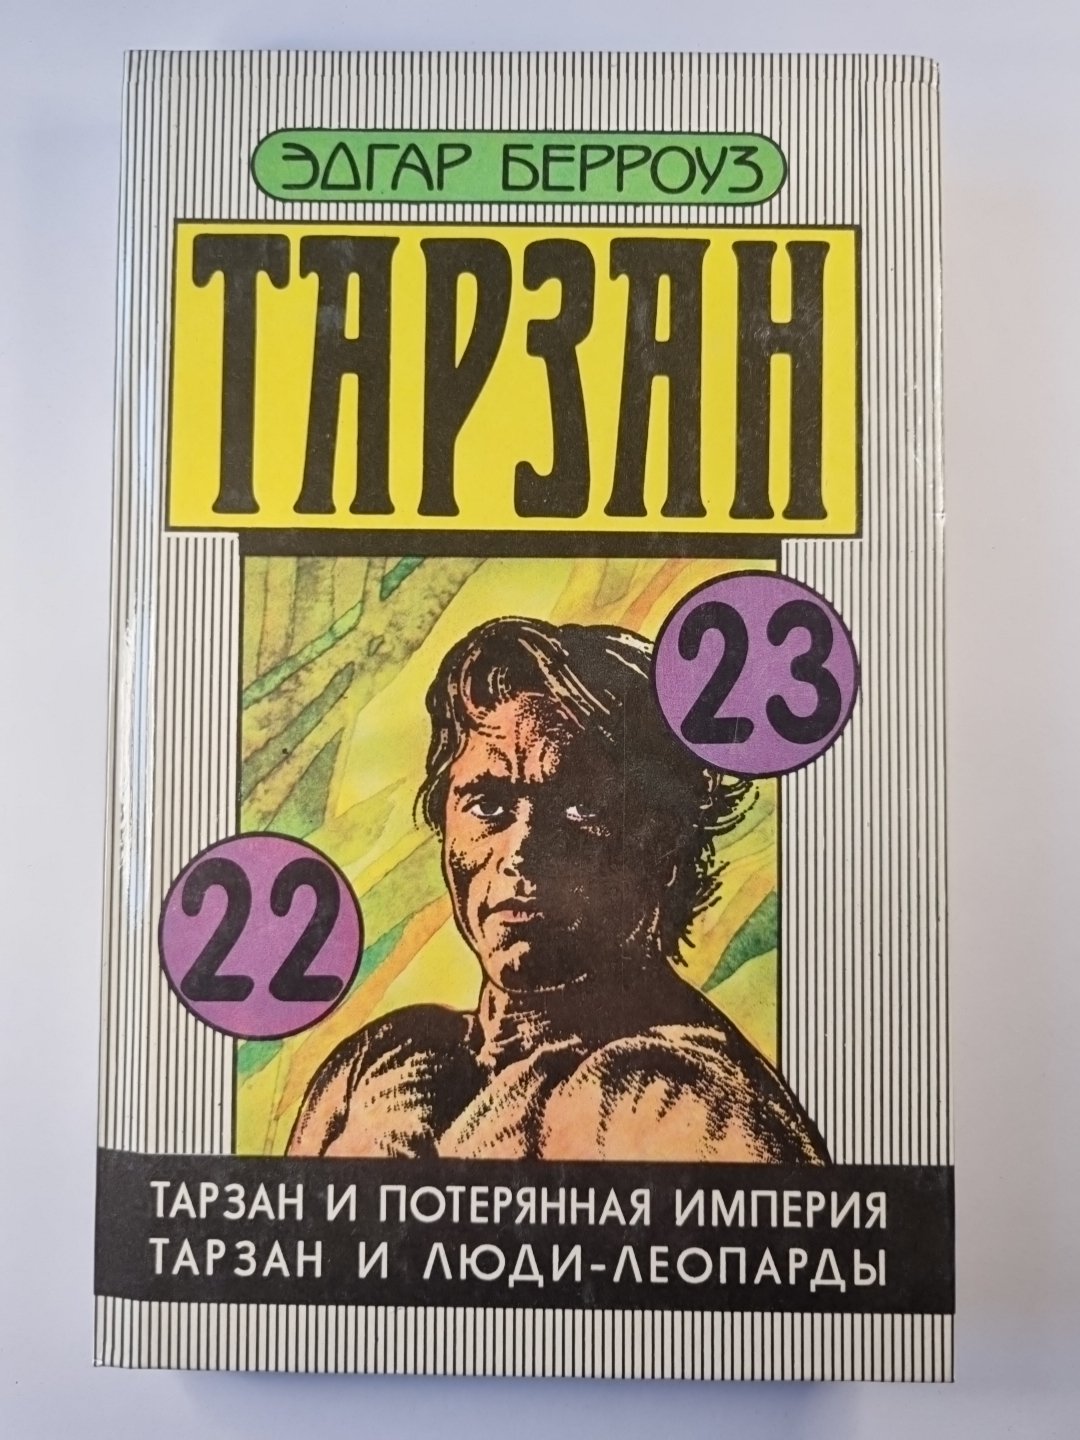 ЭДГАР БЕРРОУЗ
ТАРЗАН
23
22
ТАРЗАН И ПОТЕРЯННАЯ ИМПЕРИЯ
ТАРЗАН И ЛЮДИ-ЛЕОПАРДЫ